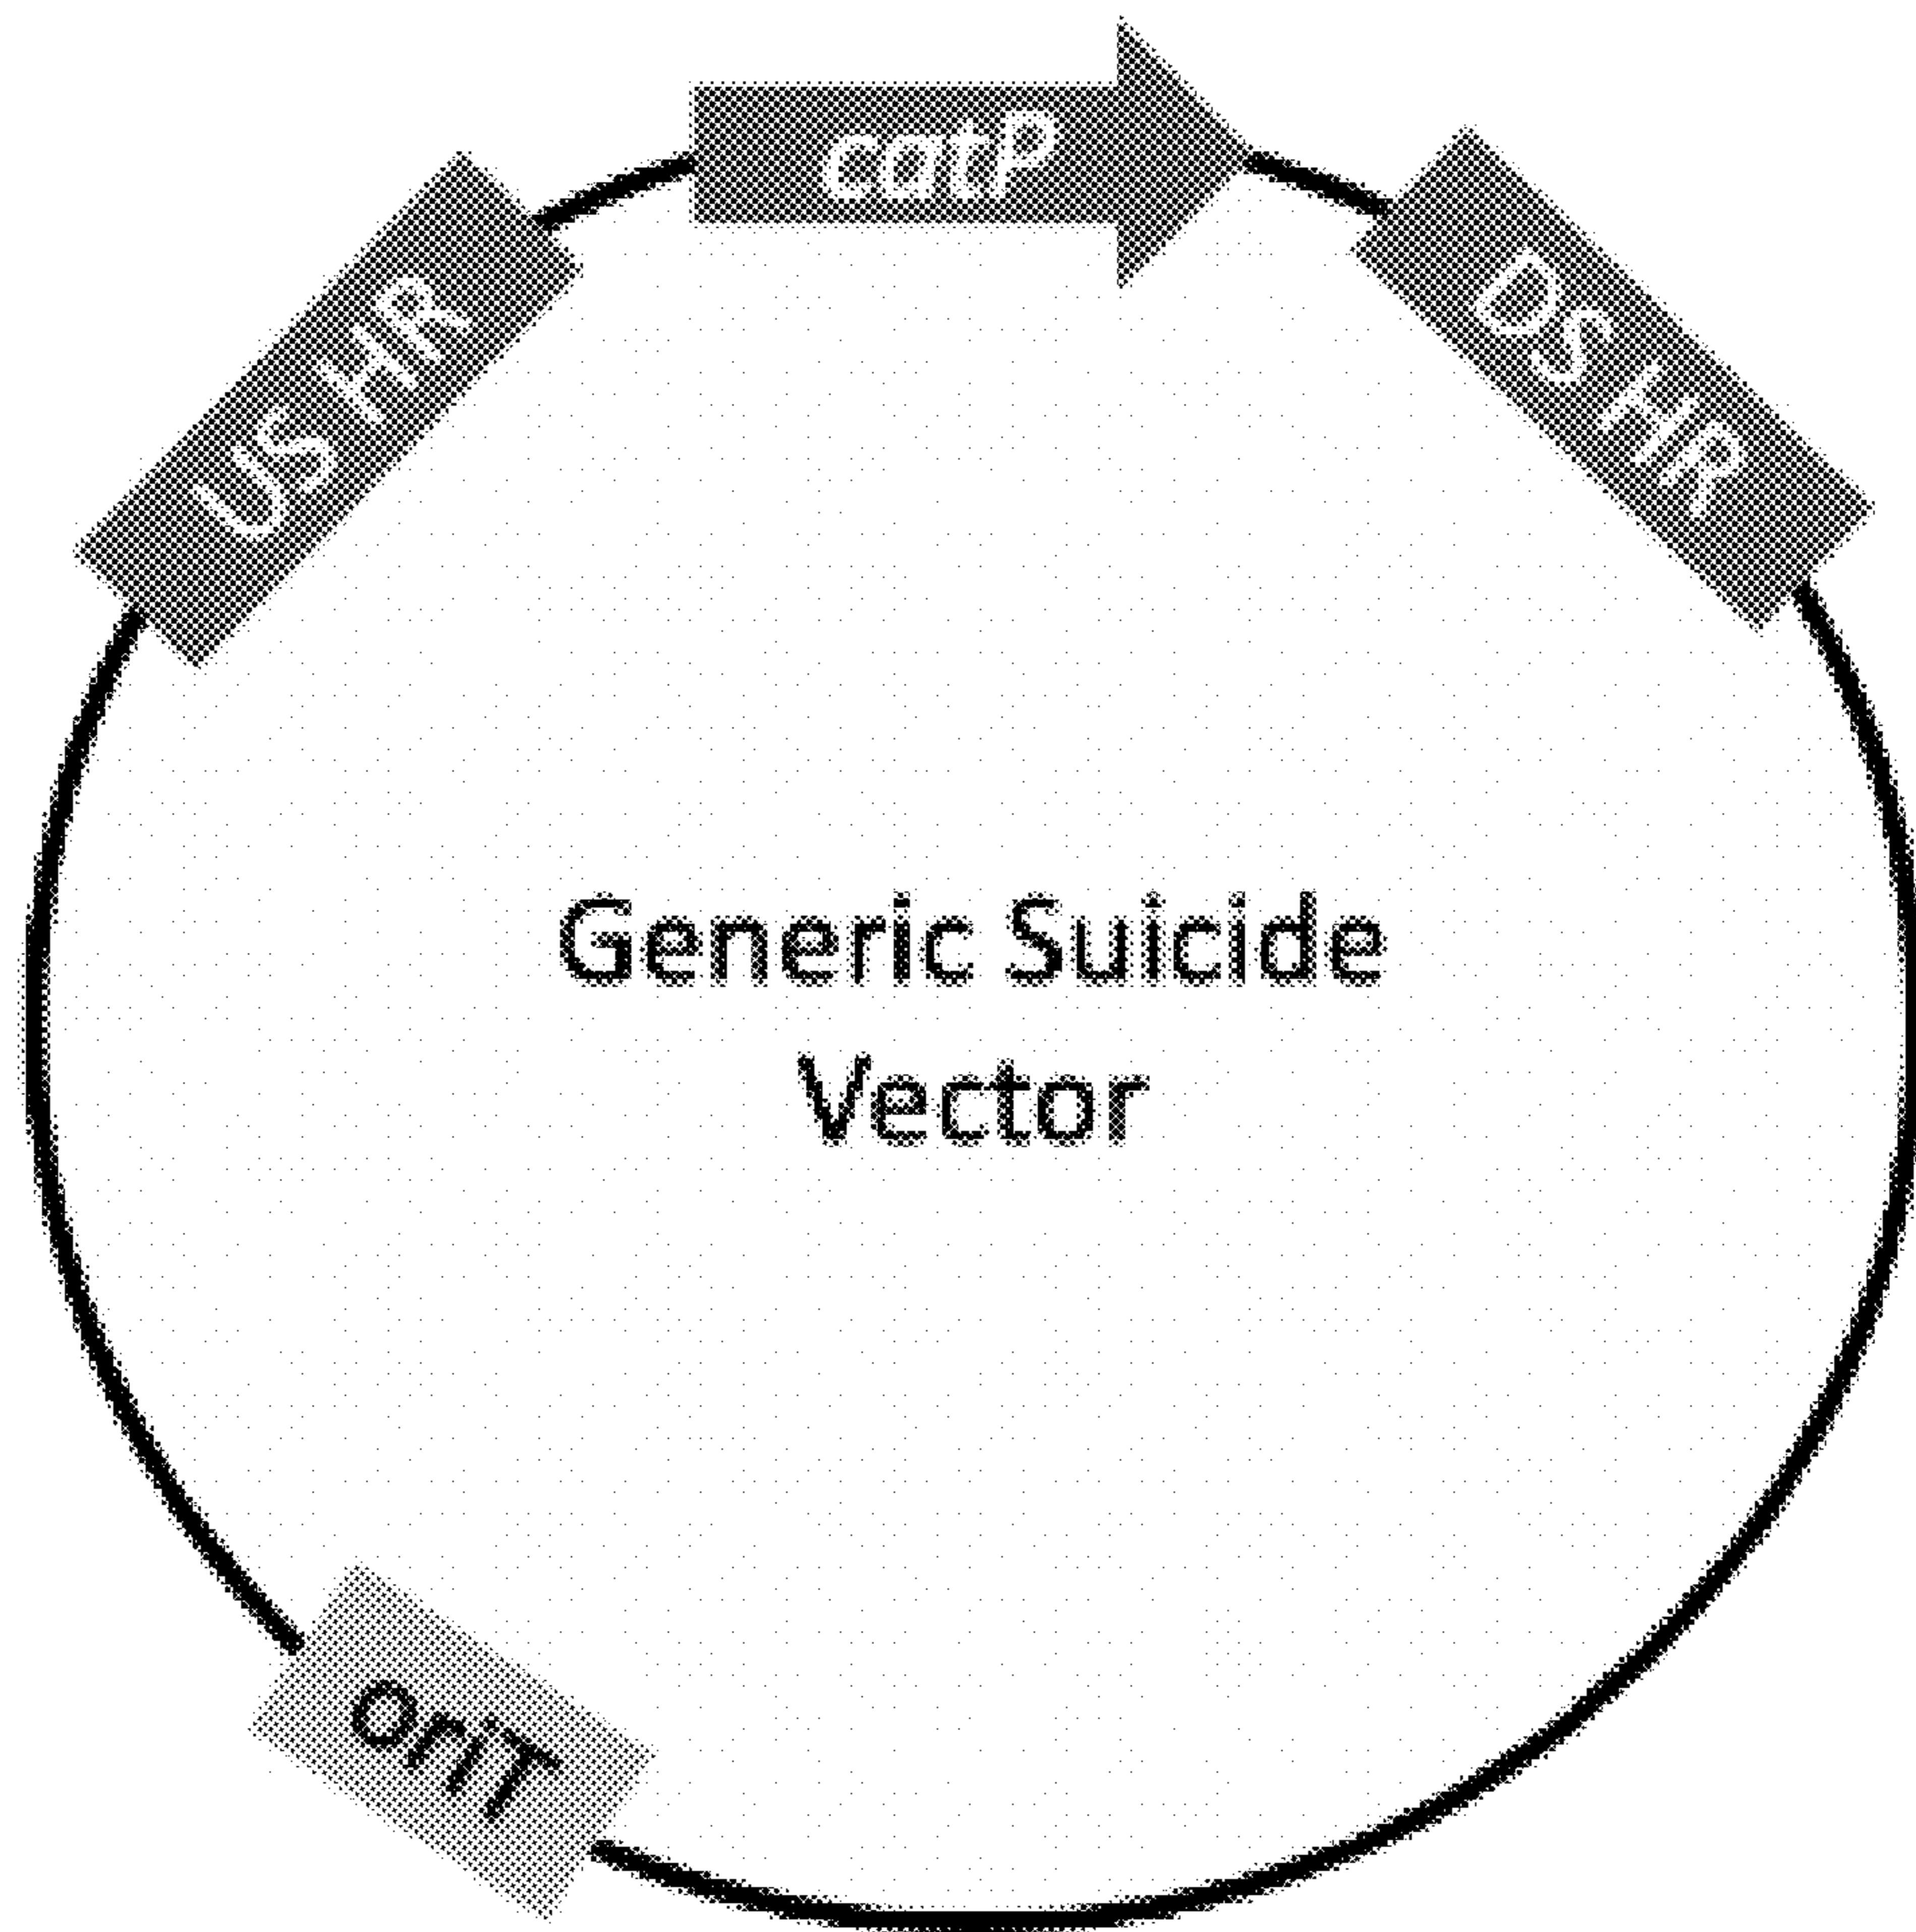 catP
US HR
DS HR
Generic Suicide
Vector
oriT